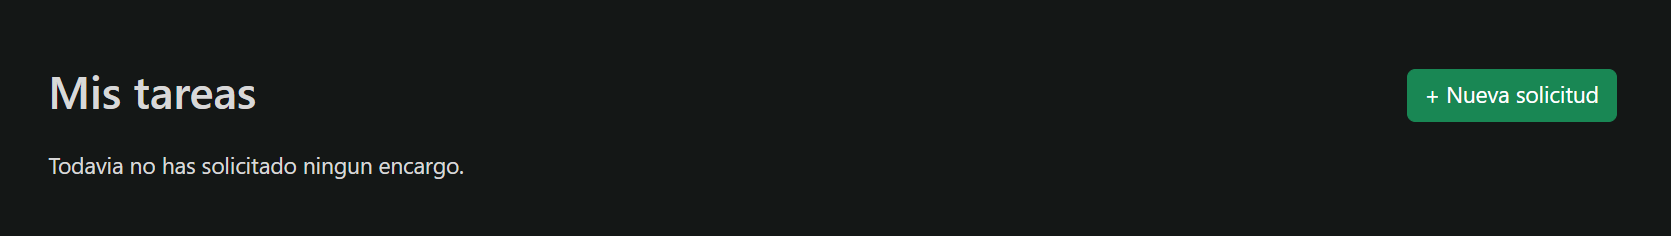 Mis tareas
+ Nueva solicitud
Todavia no has solicitado ningun encargo.